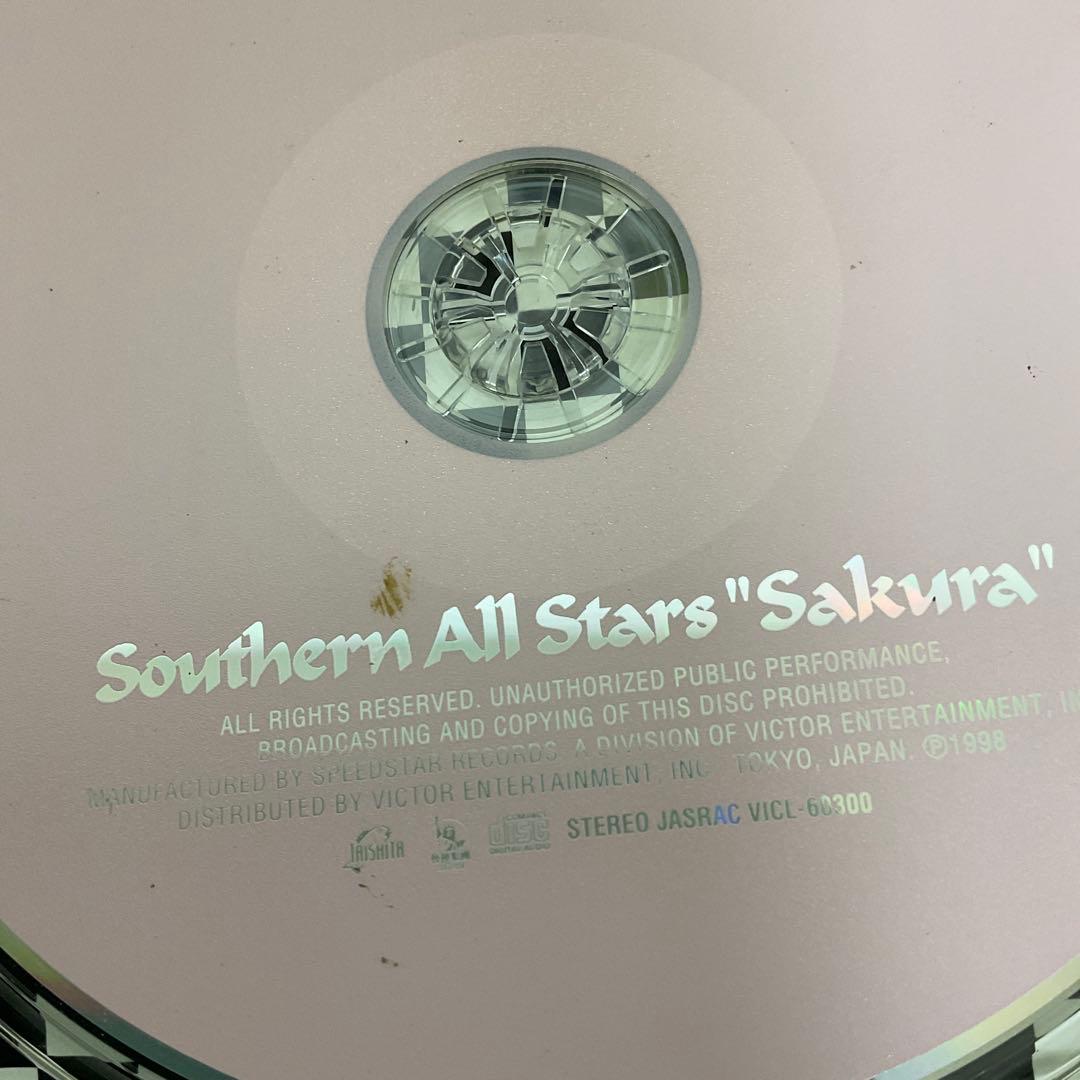 Southern All Stars "Sakura"
ALL RIGHTS RESERVED. UNAUTHORIZED PUBLIC PERFORMANCE,
BROADCASTING AND COPYING OF THIS DISC PROHIBITED.
MANUFACTURED BY SPEEDSTAR RECORDS. A DIVISION OF VICTOR ENTERTAINMENT,
DISTRIBUTED BY VICTOR ENTERTAINMENT, INC. TOKYO, JAPAN. ℗1998
TAISHITA COMPACT disc DIGITAL AUDIO STEREO JASRAC VICL-60300